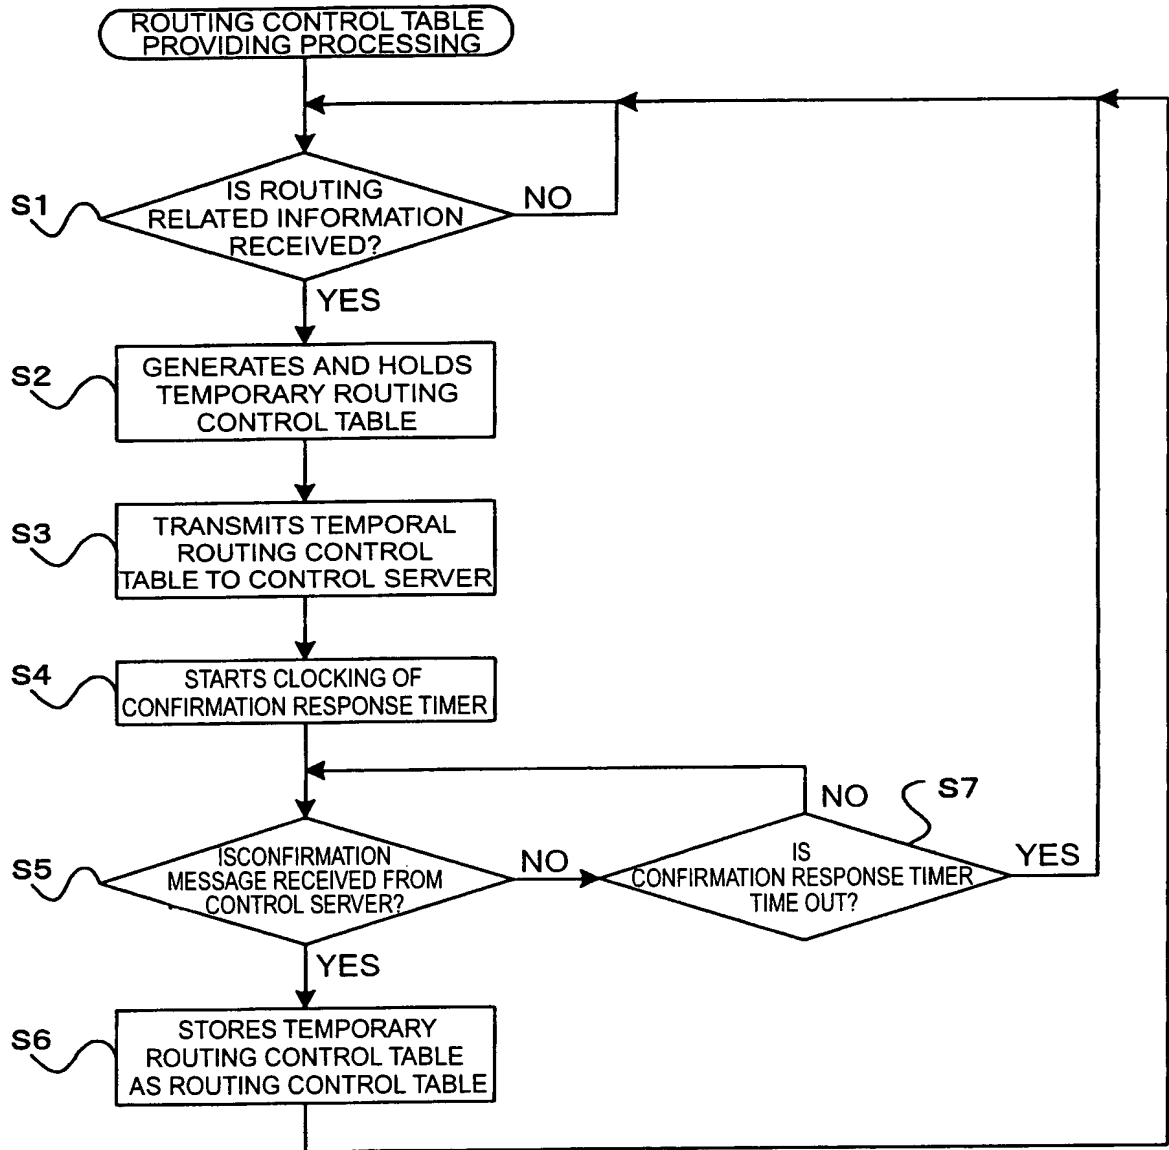 ROUTING CONTROL TABLE
PROVIDING PROCESSING
S1
IS ROUTING
RELATED INFORMATION
RECEIVED?
NO
YES
S2
GENERATES AND HOLDS
TEMPORARY ROUTING
CONTROL TABLE
S3
TRANSMITS TEMPORAL
ROUTING CONTROL
TABLE TO CONTROL SERVER
S4
STARTS CLOCKING OF
CONFIRMATION RESPONSE TIMER
S5
ISCONFIRMATION
MESSAGE RECEIVED FROM
CONTROL SERVER?
NO
YES
S7
IS
CONFIRMATION RESPONSE TIMER
TIME OUT?
NO
YES
S6
STORES TEMPORARY
ROUTING CONTROL TABLE
AS ROUTING CONTROL TABLE